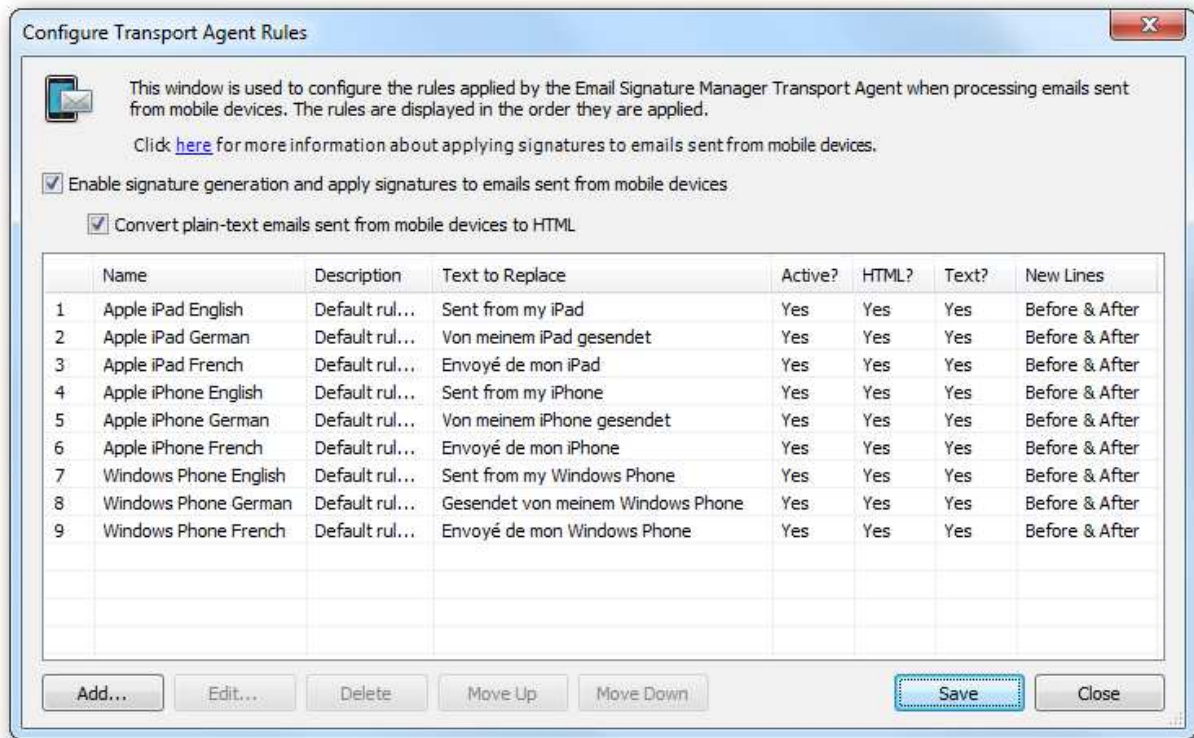 Configure Transport Agent Rules
This window is used to configure the rules applied by the Email Signature Manager Transport Agent when processing emails sent
from mobile devices. The rules are displayed in the order they are applied.
Click here for more information about applying signatures to emails sent from mobile devices.
Enable signature generation and apply signatures to emails sent from mobile devices
Convert plain-text emails sent from mobile devices to HTML
Name Description Text to Replace Active? HTML? Text? New Lines
1 Apple iPad English Default rul... Sent from my iPad Yes Yes Yes Before & After
2 Apple iPad German Default rul... Von meinem iPad gesendet Yes Yes Yes Before & After
3 Apple iPad French Default rul... Envoyé de mon iPad Yes Yes Yes Before & After
4 Apple iPhone English Default rul... Sent from my iPhone Yes Yes Yes Before & After
5 Apple iPhone German Default rul... Von meinem iPhone gesendet Yes Yes Yes Before & After
6 Apple iPhone French Default rul... Envoyé de mon iPhone Yes Yes Yes Before & After
7 Windows Phone English Default rul... Sent from my Windows Phone Yes Yes Yes Before & After
8 Windows Phone German Default rul... Gesendet von meinem Windows Phone Yes Yes Yes Before & After
9 Windows Phone French Default rul... Envoyé de mon Windows Phone Yes Yes Yes Before & After
Add... Edit... Delete Move Up Move Down Save Close